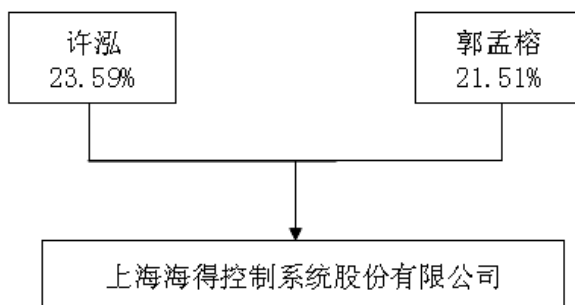 许泓
23.59%
郭孟榕
21.51%
上海海得控制系统股份有限公司